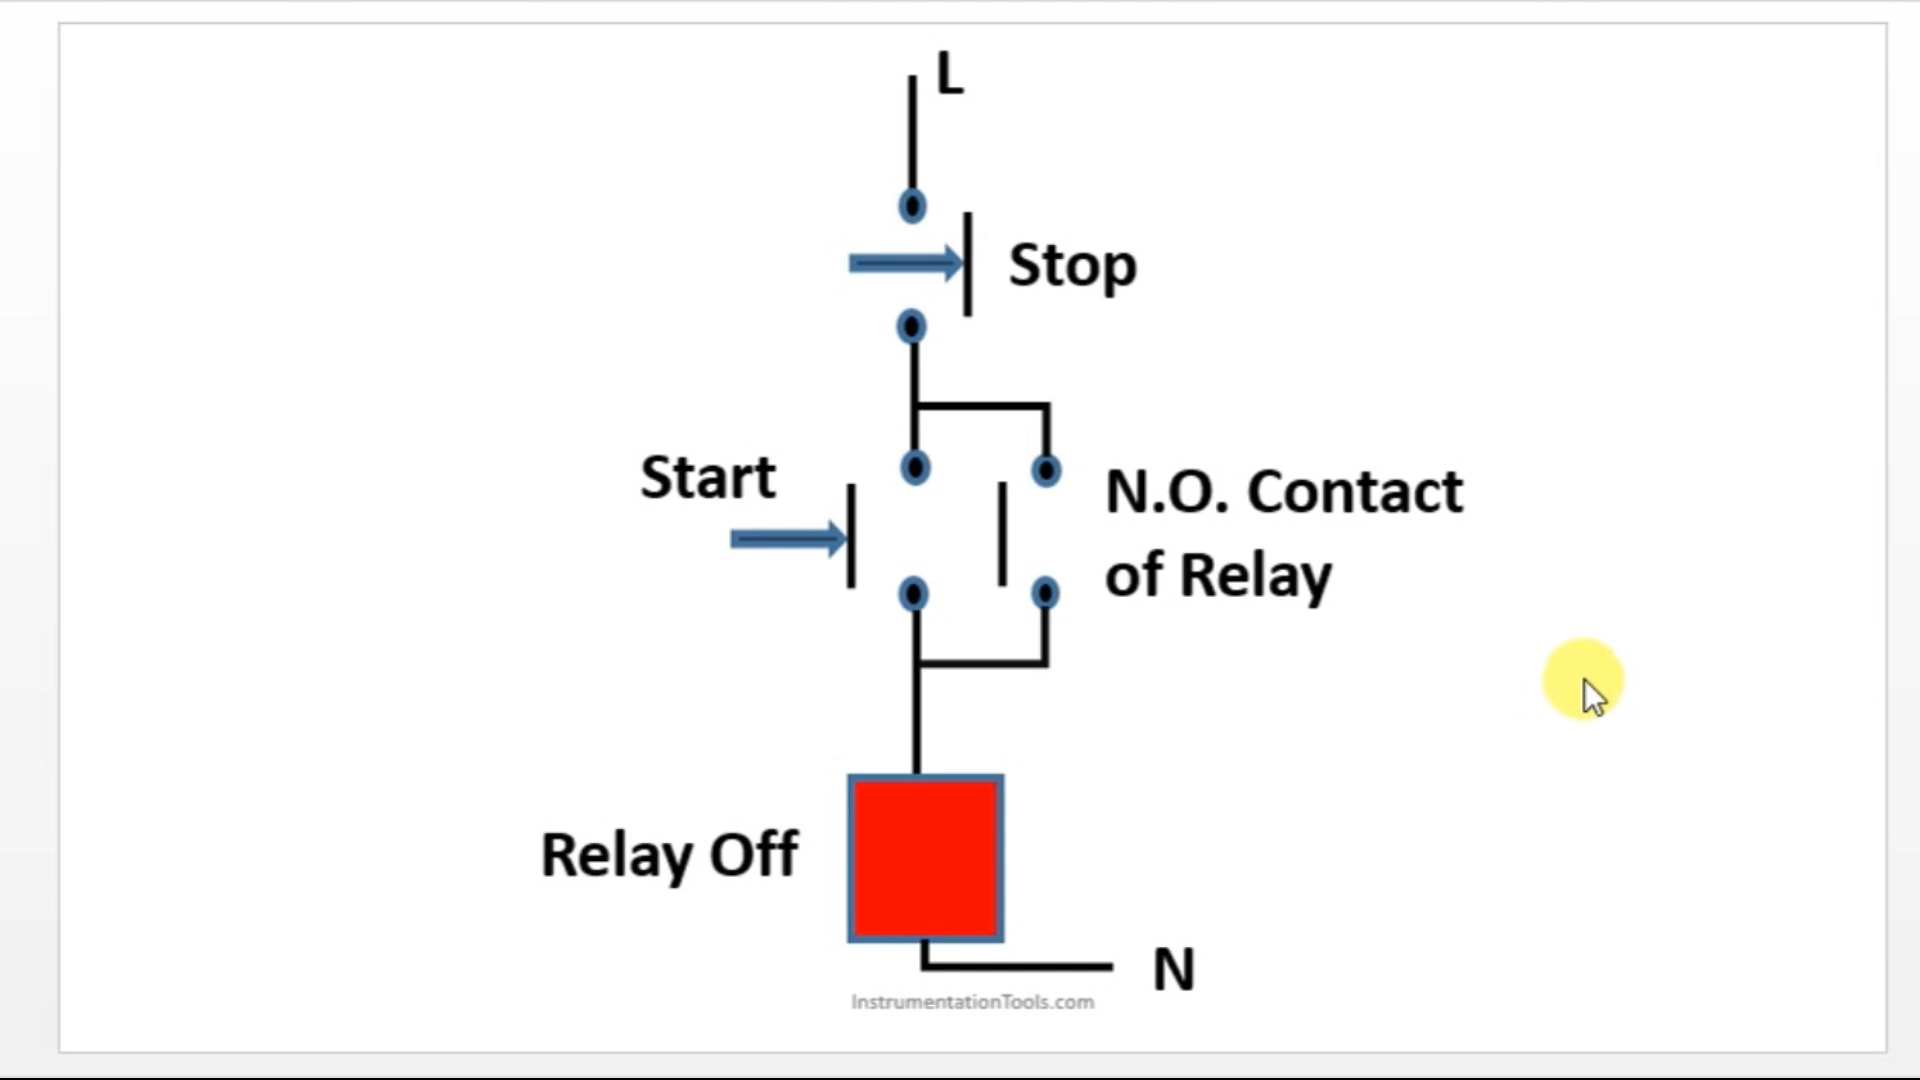 L
Stop
Start
N.O. Contact
of Relay
Relay Off
N
InstrumentationTools.com